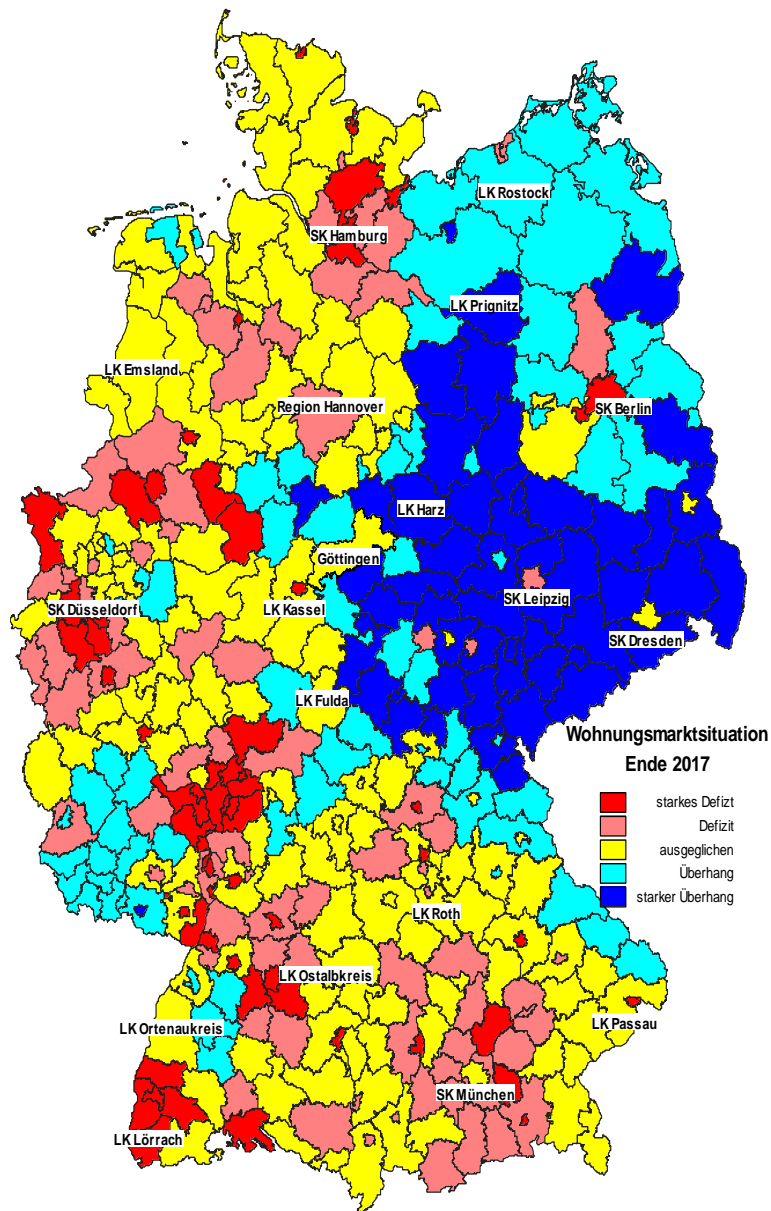 LK Rostock
SK Hamburg
LK Prignitz
LK Emsland
Region Hannover
SK Berlin
LK Harz
Göttingen
SK Leipzig
SK Düsseldorf
LK Kassel
SK Dresden
LK Fulda
Wohnungsmarktsituation
Ende 2017
starkes Defizt
Defizit
ausgeglichen
Überhang
starker Überhang
LK Roth
LK Ostalbkreis
LK Ortenaukreis
LK Passau
SK München
LK Lörrach